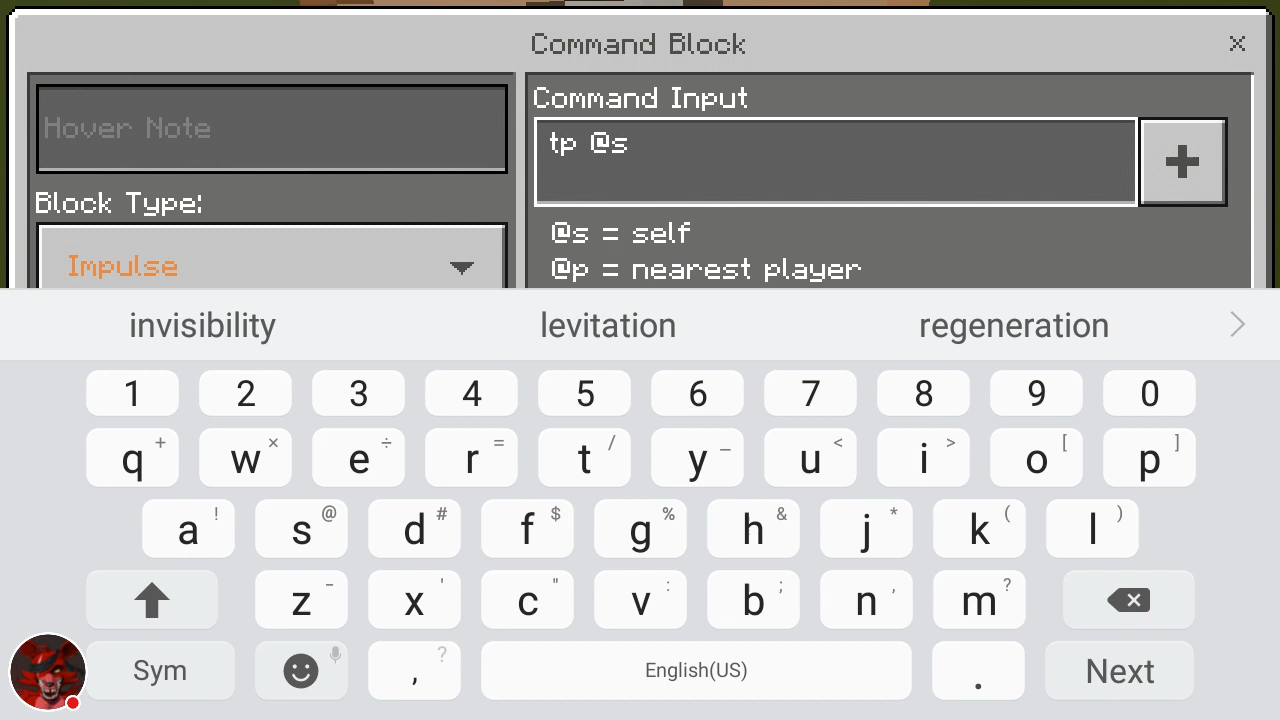 Command Block
Hover Note
Block Type:
Impulse
Command Input
tp @s
@s = self
@p = nearest player
invisibility levitation regeneration
1 2 3 4 5 6 7 8 9 0
q + w × e ÷ r = t / y _ u < i > o [ p ]
a ! s @ d # f $ g % h & j * k ( l )
z - x ' c " v : b ; n , m ?
Sym , ? English(US) . Next